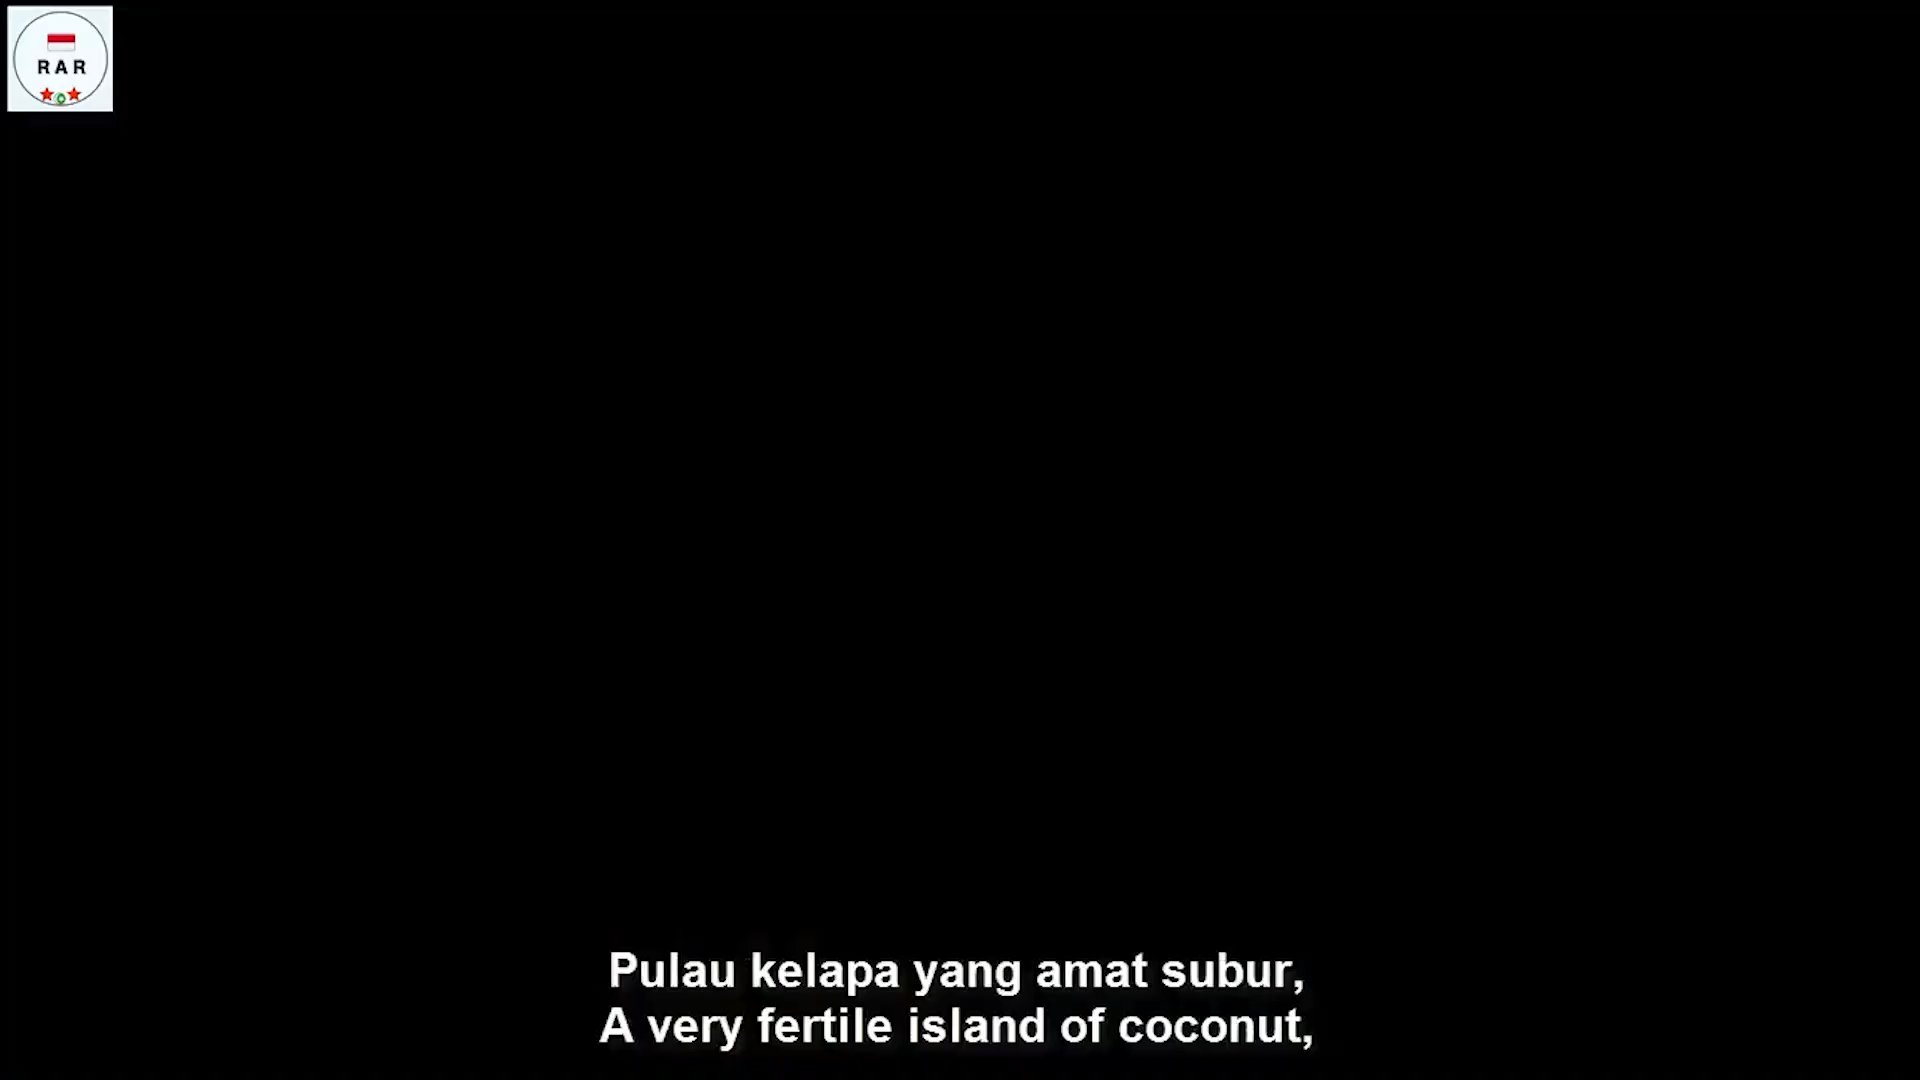 RAR
Pulau kelapa yang amat subur,
A very fertile island of coconut,